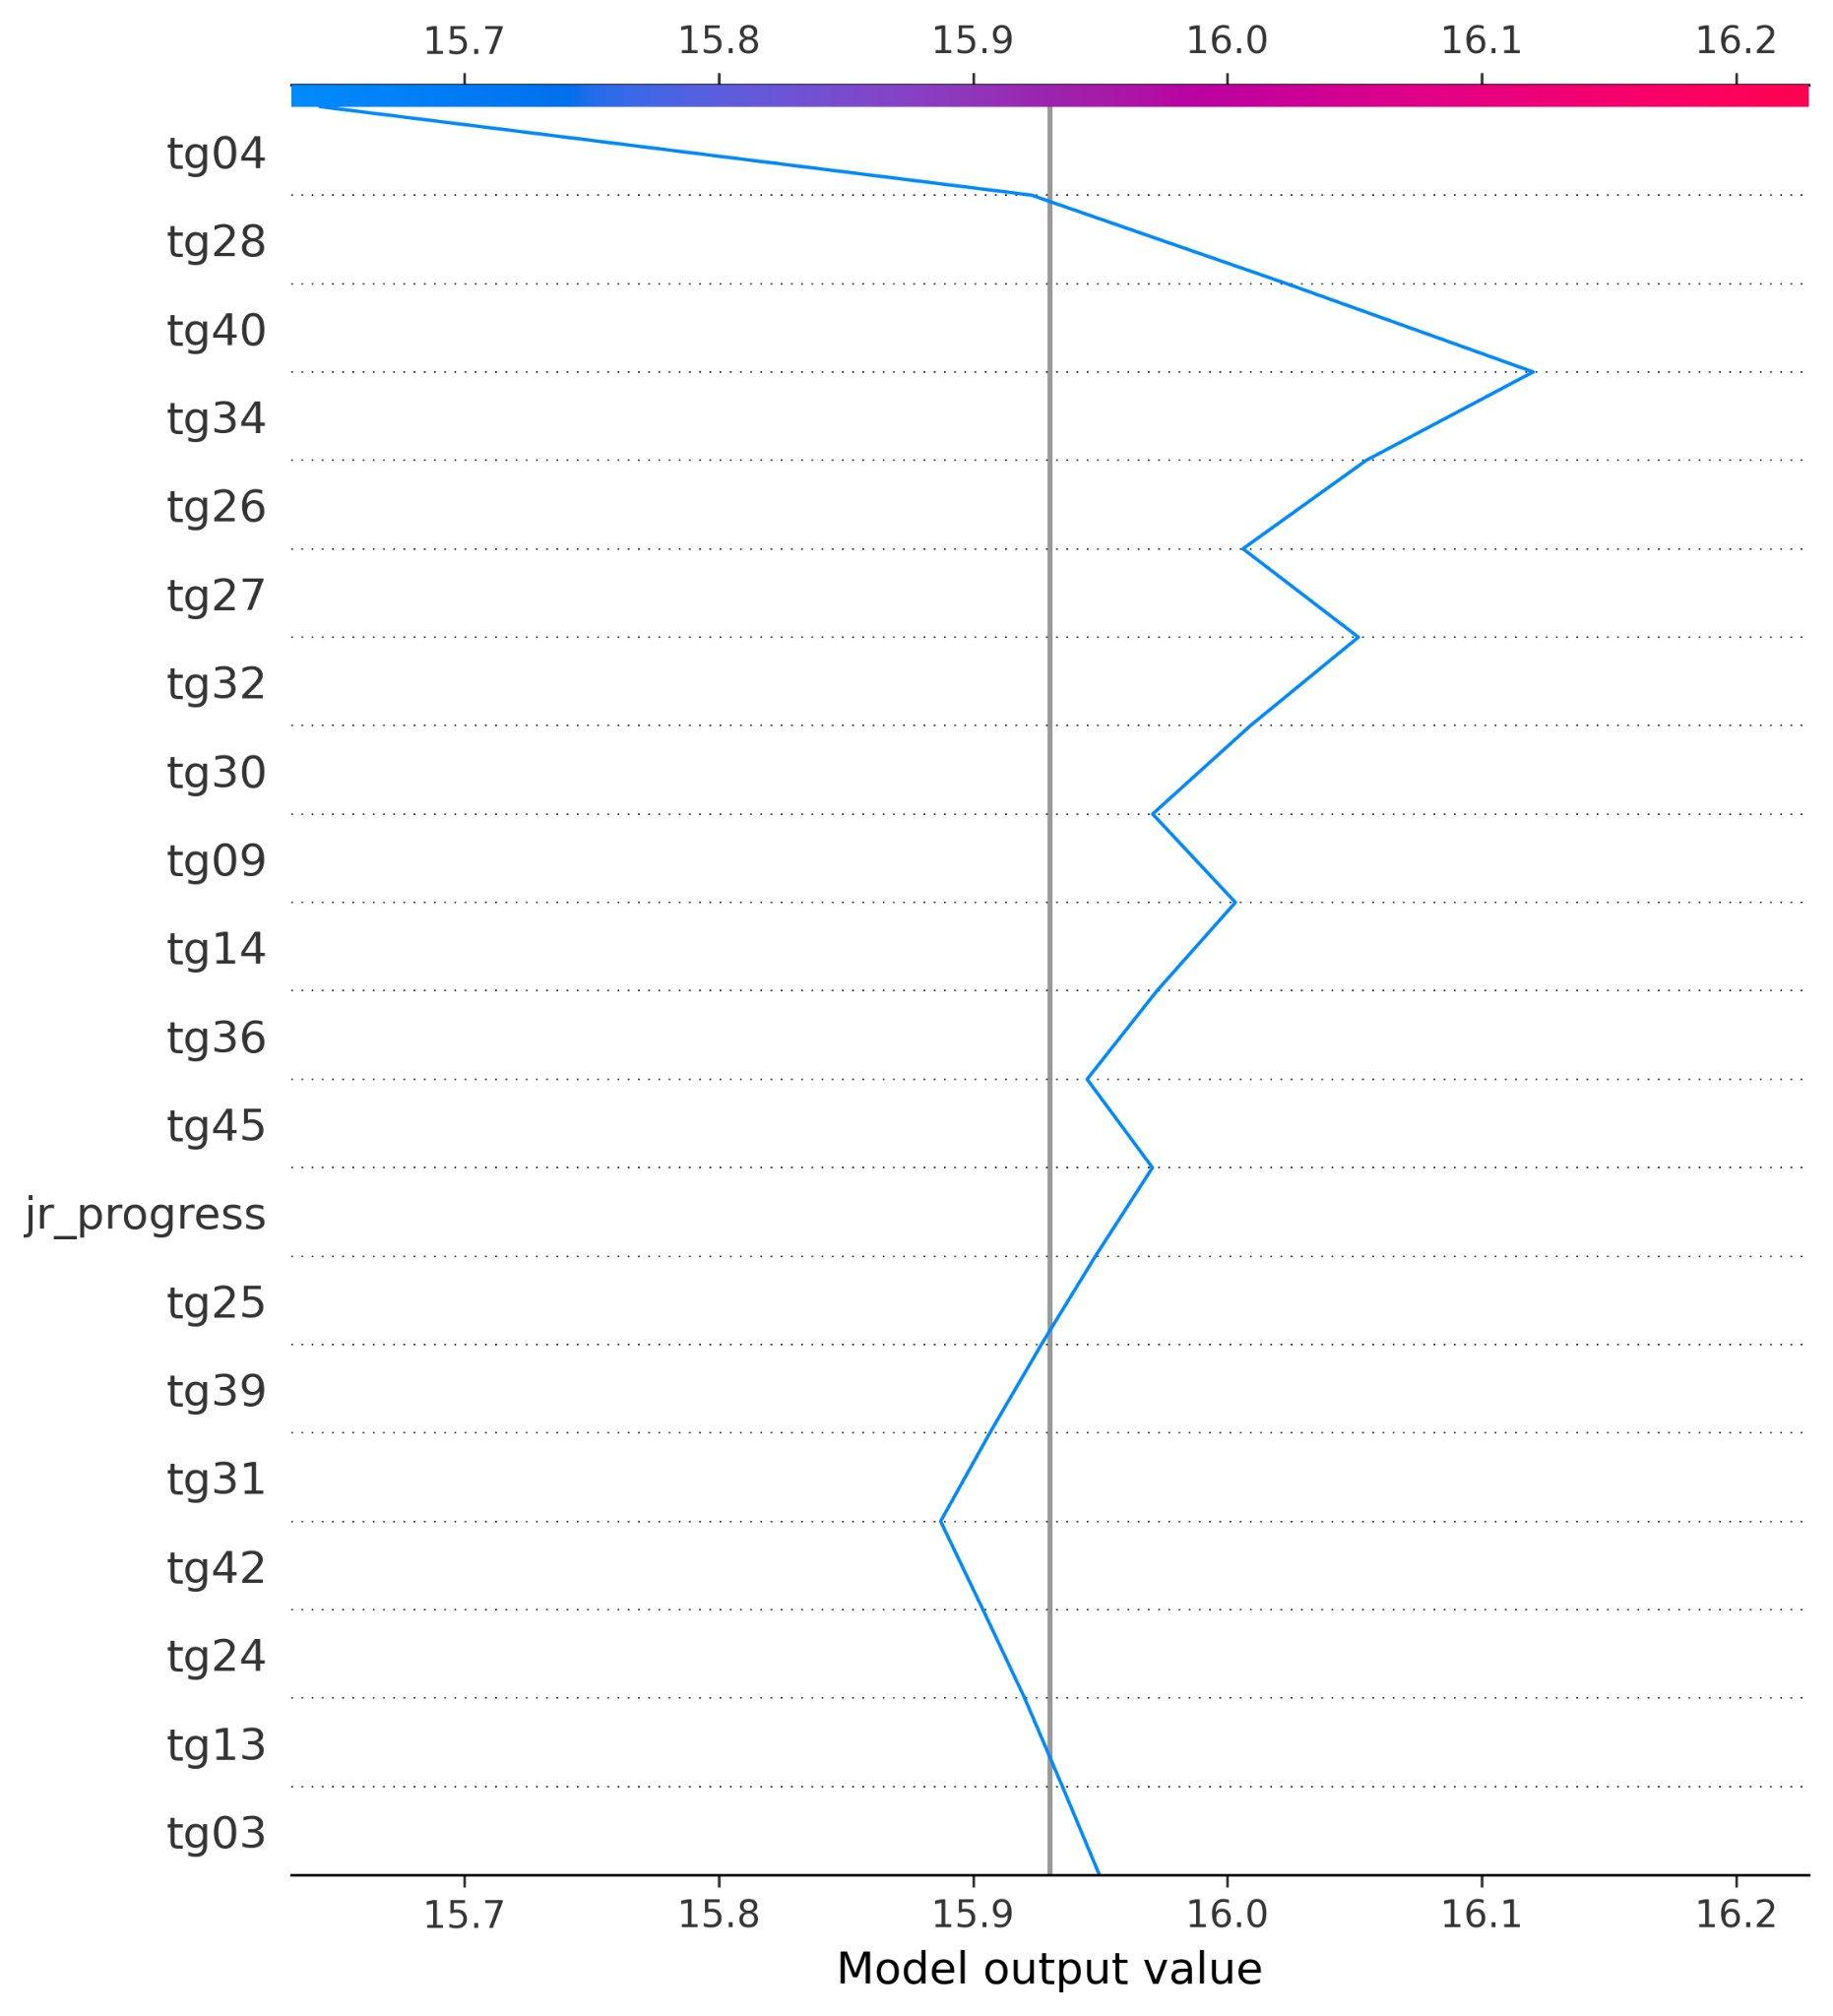 15.7 15.8 15.9 16.0 16.1 16.2
tg04
tg28
tg40
tg34
tg26
tg27
tg32
tg30
tg09
tg14
tg36
tg45
jr_progress
tg25
tg39
tg31
tg42
tg24
tg13
tg03
15.7 15.8 15.9 16.0 16.1 16.2
Model output value